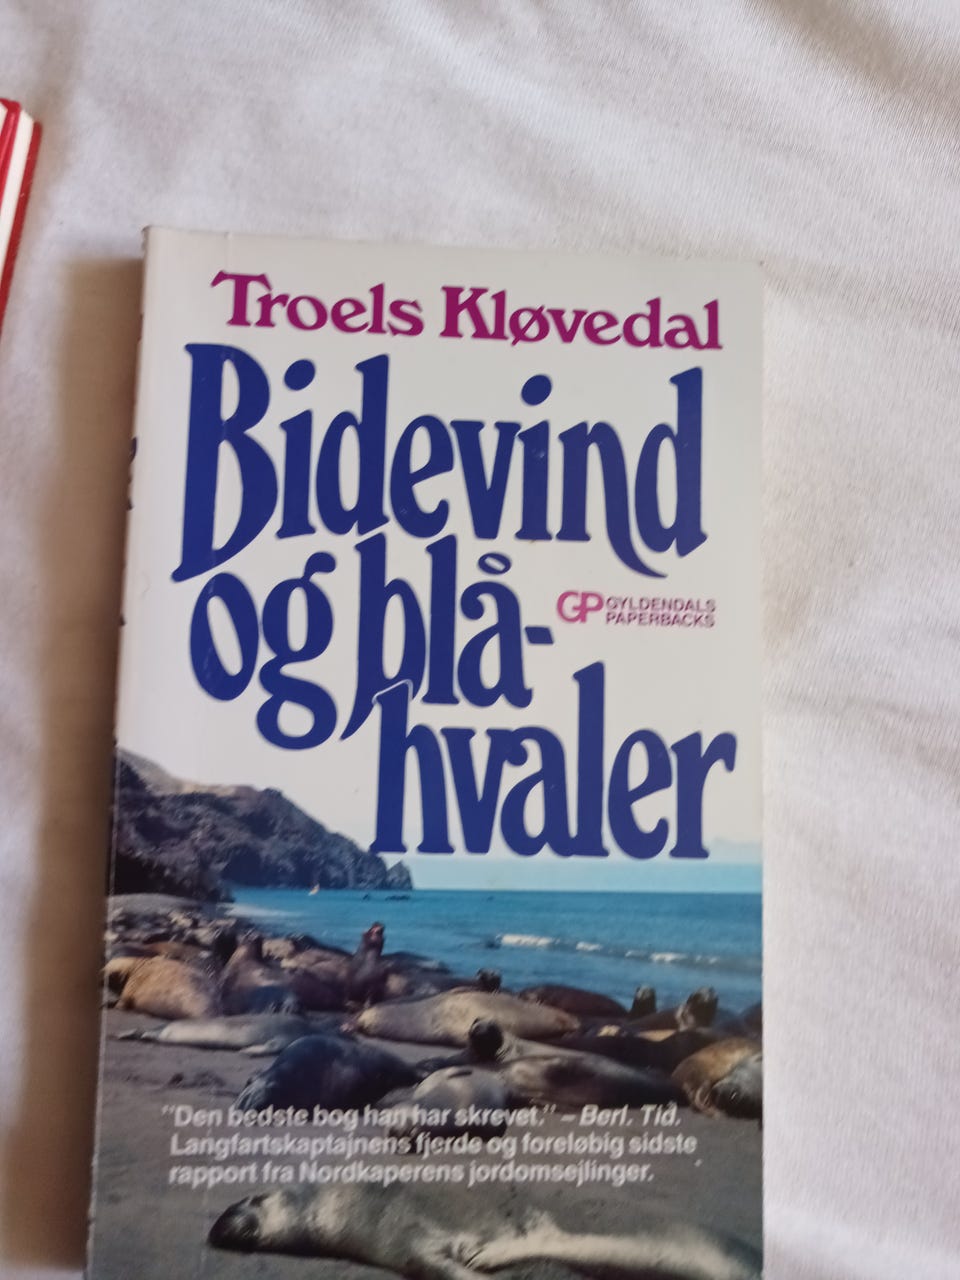 Troels Kløvedal
Bidevind
og blå-
GP GYLDENDALS
PAPERBACKS
hvaler
"Den bedste bog han har skrevet." – Berl. Tid.
Langfartskaptajnens fjerde og foreløbig sidste
rapport fra Nordkaperens jordomsejlinger.